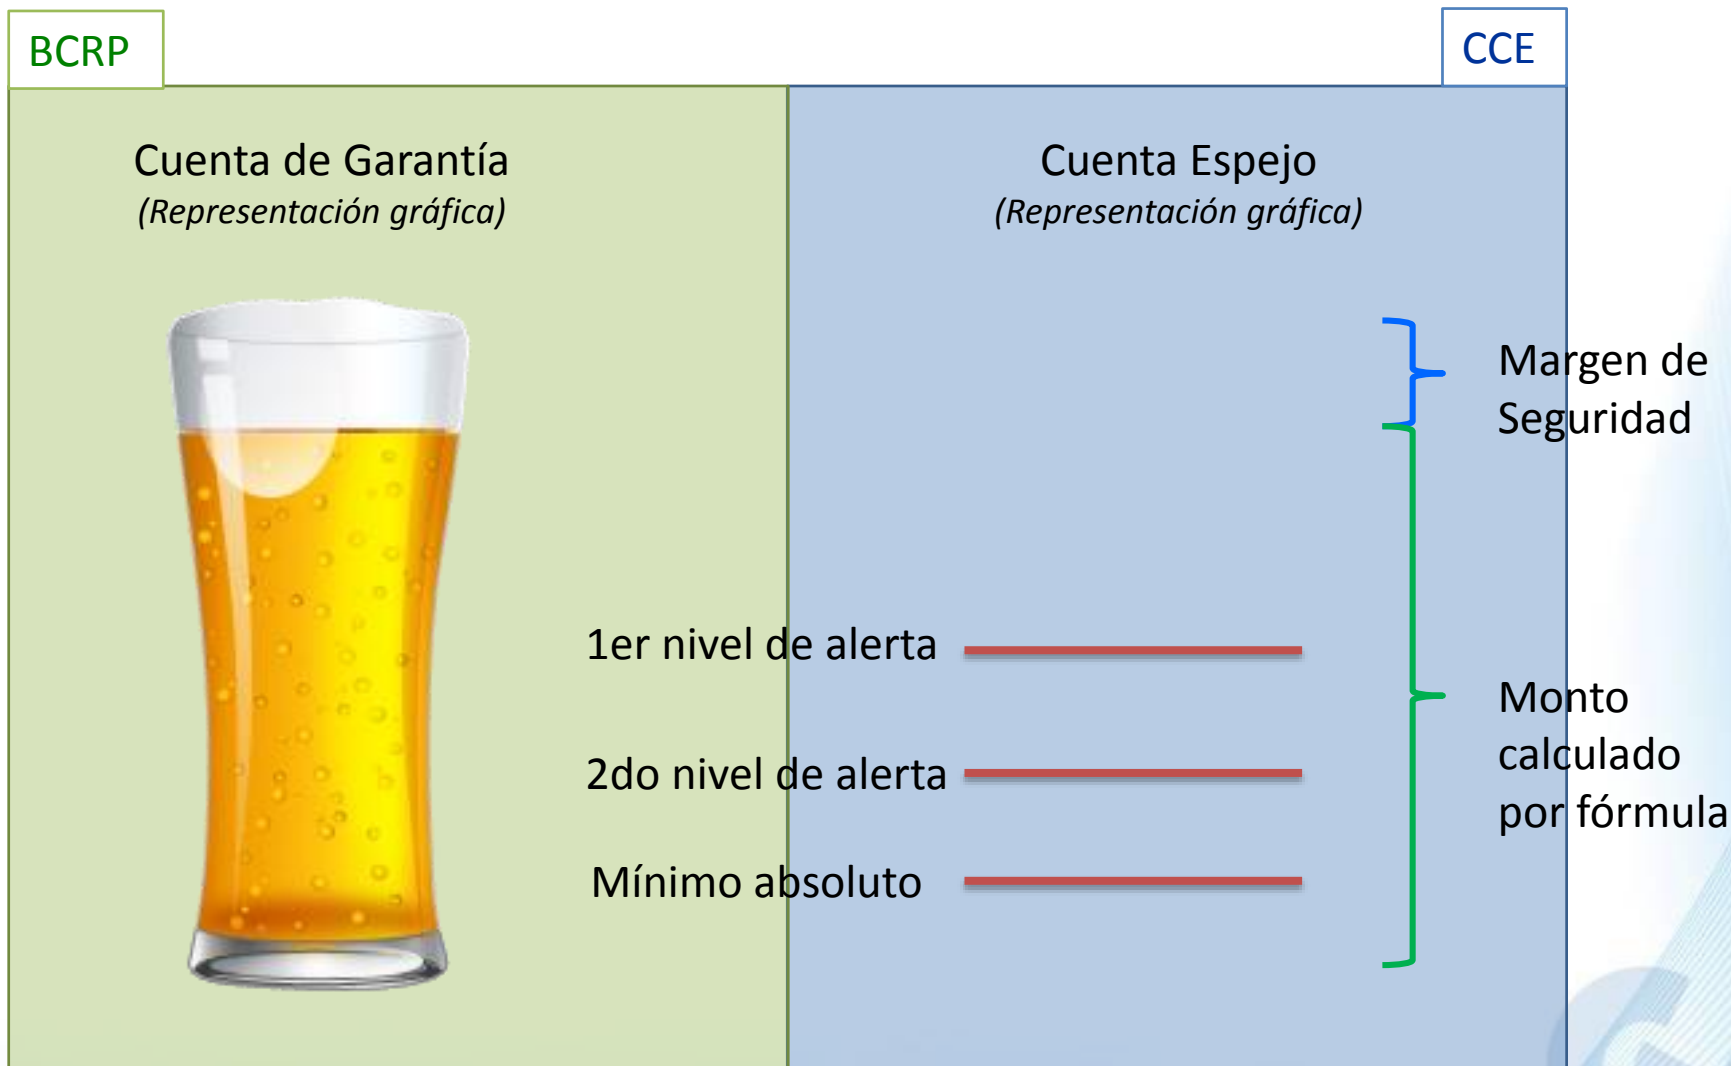 BCRP
CCE
Cuenta de Garantía
(Representación gráfica)
Cuenta Espejo
(Representación gráfica)
Margen de
Seguridad
1er nivel de alerta
2do nivel de alerta
Mínimo absoluto
Monto
calculado
por fórmula